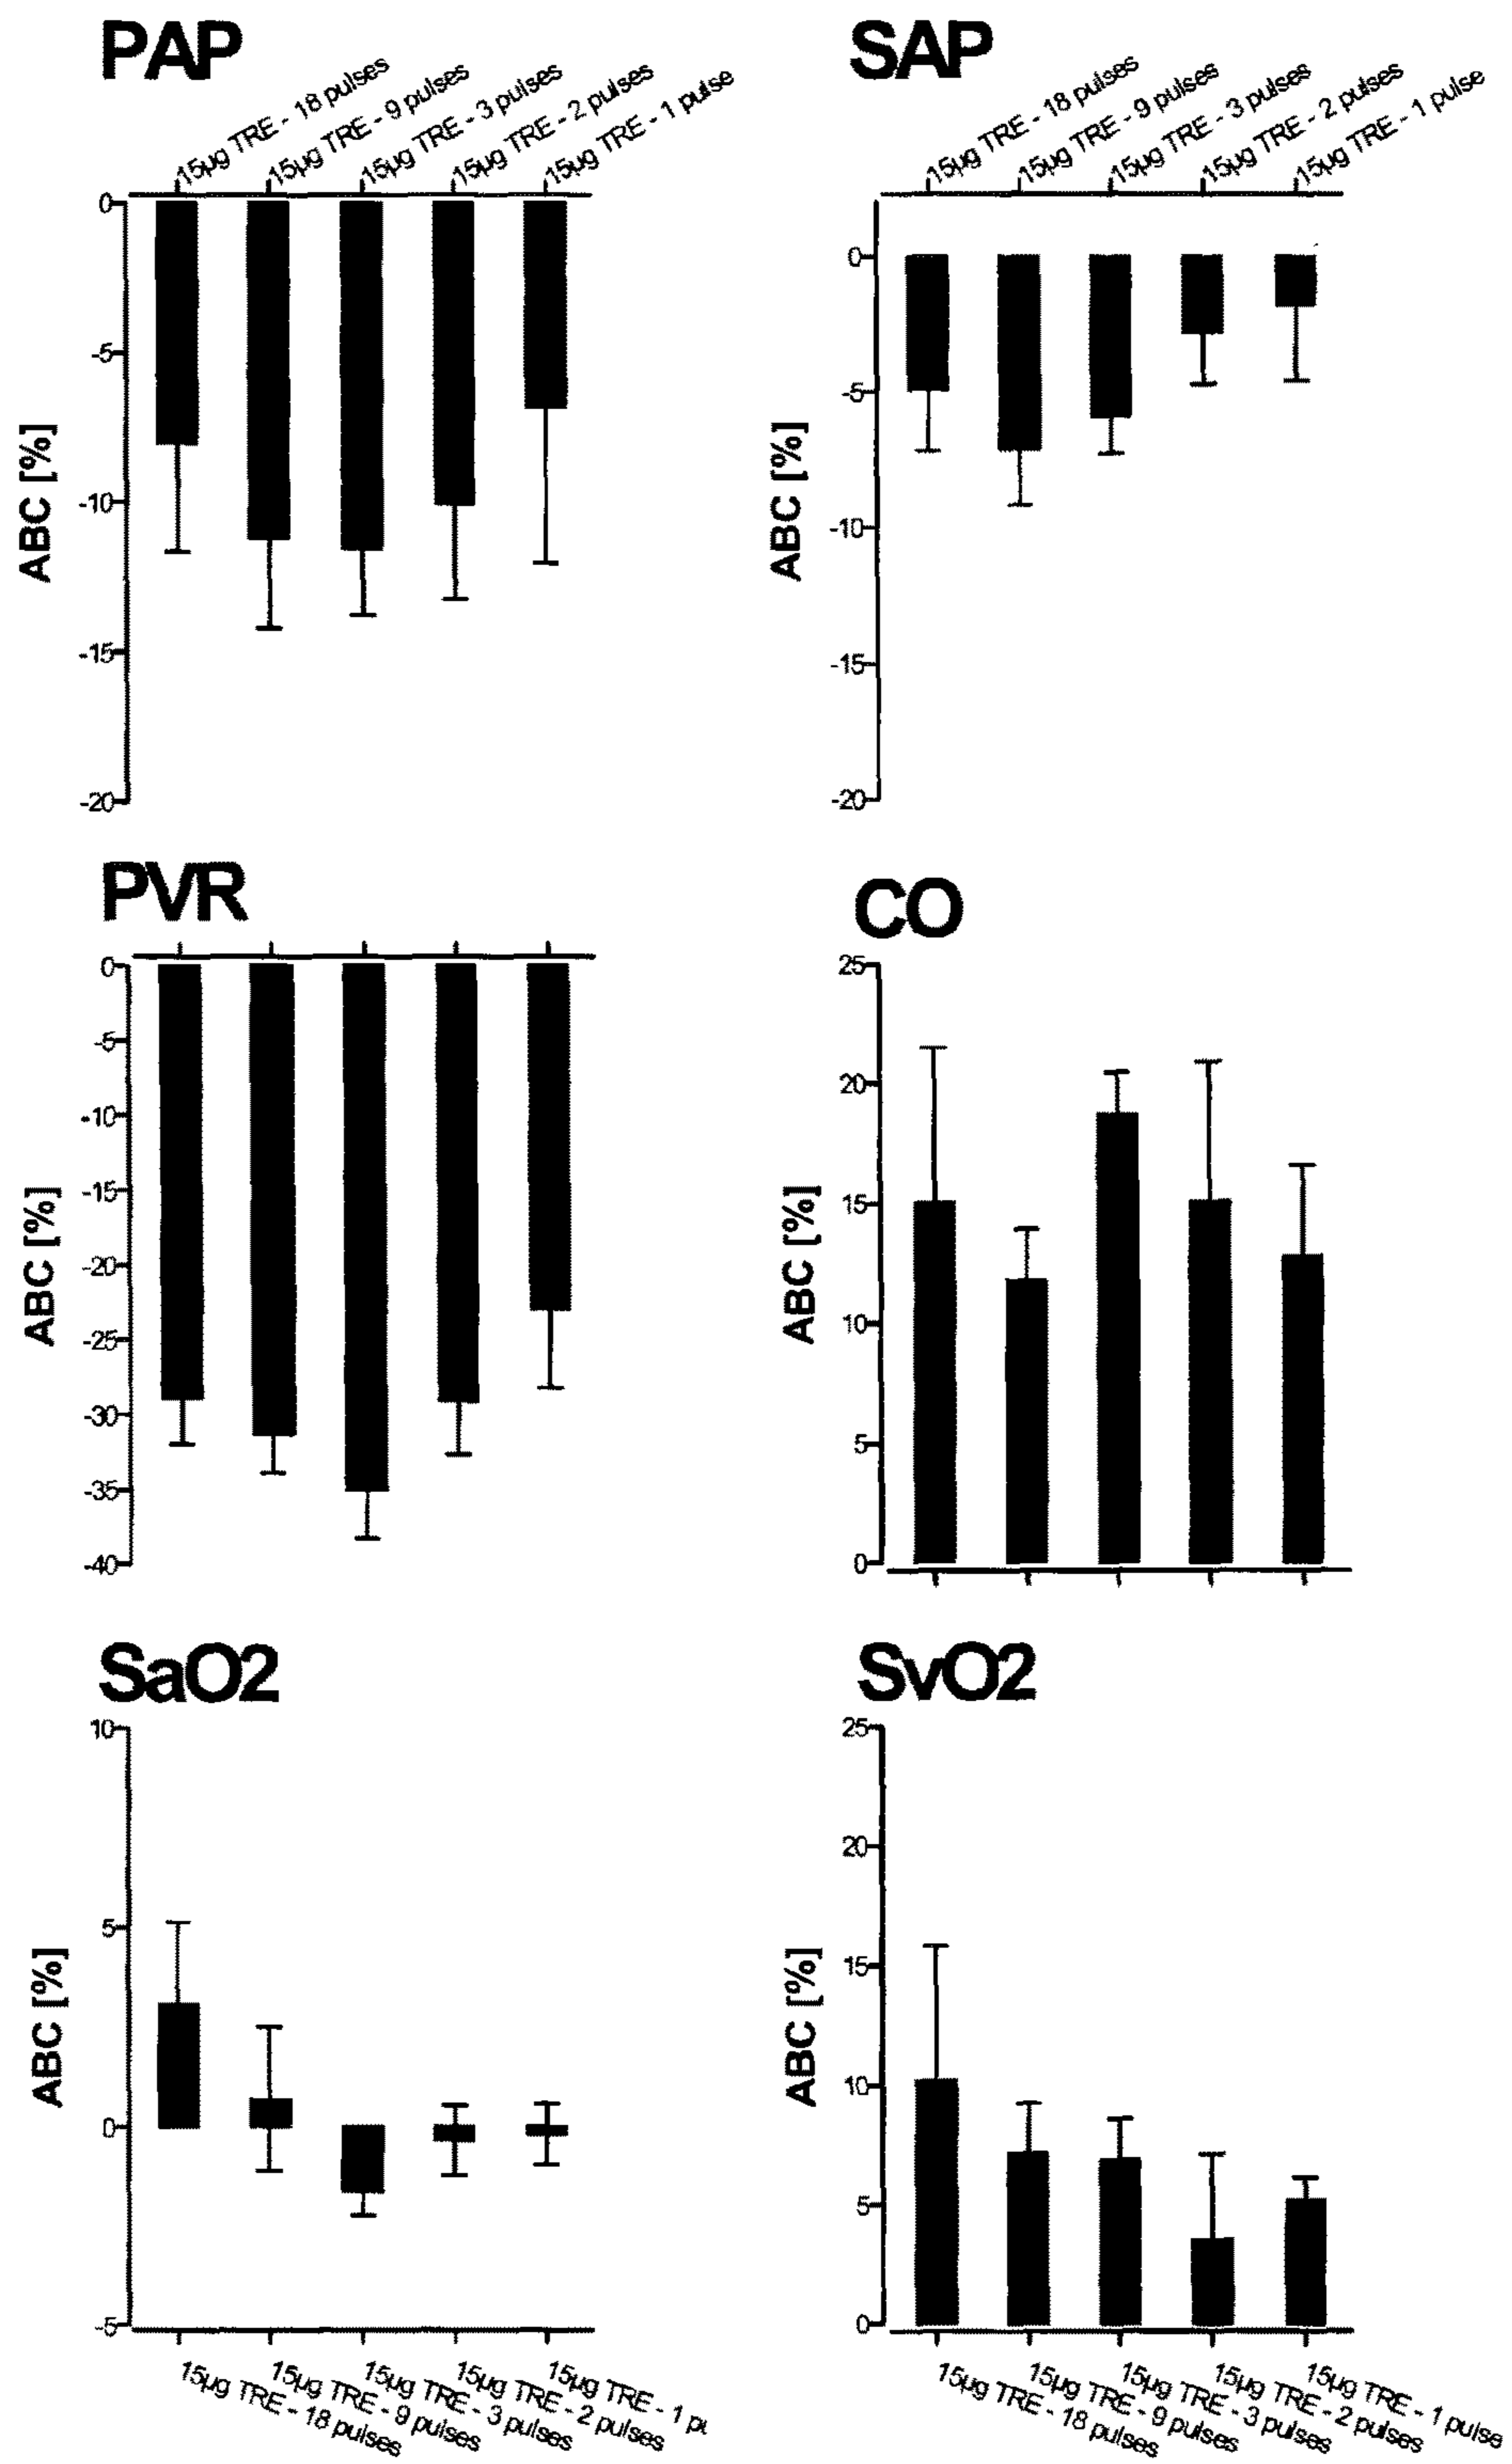 PAP
15µg TRE - 18 pulses
15µg TRE - 9 pulses
15µg TRE - 3 pulses
15µg TRE - 2 pulses
15µg TRE - 1 pulse
0
-5
-10
-15
-20
ABC [%]
SAP
15µg TRE - 18 pulses
15µg TRE - 9 pulses
15µg TRE - 3 pulses
15µg TRE - 2 pulses
15µg TRE - 1 pulse
0
-5
-10
-15
-20
ABC [%]
PVR
0
-5
-10
-15
-20
-25
-30
-35
-40
ABC [%]
CO
25
20
15
10
5
0
ABC [%]
SaO2
10
5
0
-5
ABC [%]
15µg TRE - 18 pulses
15µg TRE - 9 pulses
15µg TRE - 3 pulses
15µg TRE - 2 pulses
15µg TRE - 1 pu
SvO2
25
20
15
10
5
0
ABC [%]
15µg TRE - 18 pulses
15µg TRE - 9 pulses
15µg TRE - 3 pulses
15µg TRE - 2 pulses
15µg TRE - 1 pulse